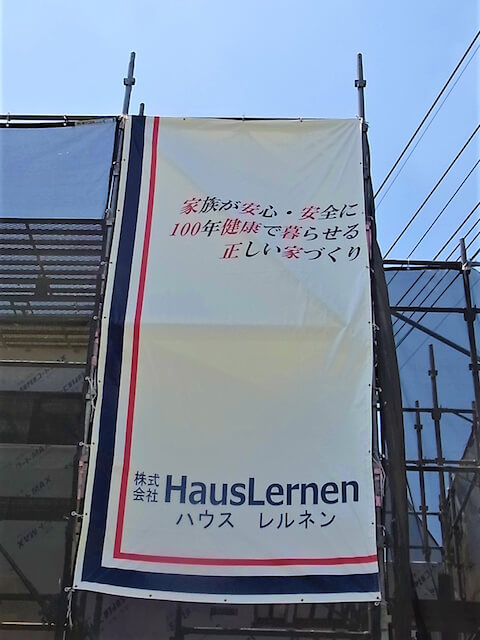 家族が安心・安全に
100年健康で暮らせる
正しい家づくり
株式
会社 HausLernen
ハウス レルネン